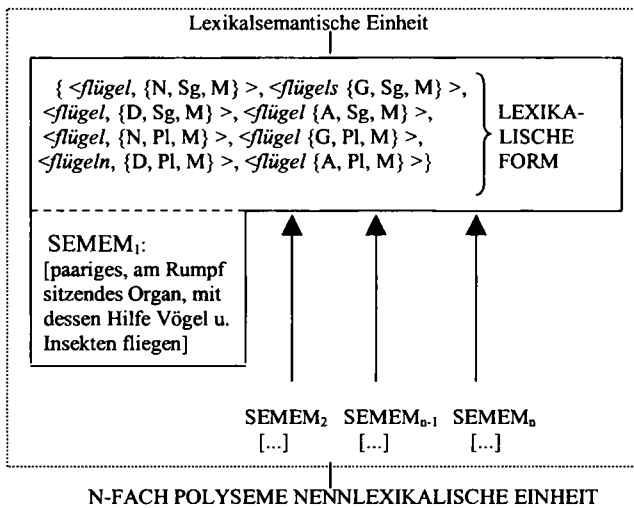 Lexikalsemantische Einheit
{ <flügel, {N, Sg, M} >, <flügels {G, Sg, M} >,
<flügel, {D, Sg, M} >, <flügel {A, Sg, M} >,
<flügel, {N, Pl, M} >, <flügel {G, Pl, M} >,
<flügeln, {D, Pl, M} >, <flügel {A, Pl, M} >}
LEXIKA-
LISCHE
FORM
SEMEM₁:
[paariges, am Rumpf
sitzendes Organ, mit
dessen Hilfe Vögel u.
Insekten fliegen]
SEMEM₂ SEMEMₙ₋₁ SEMEMₙ
[...] [...] [...]
N-FACH POLYSEME NENNLEXIKALISCHE EINHEIT